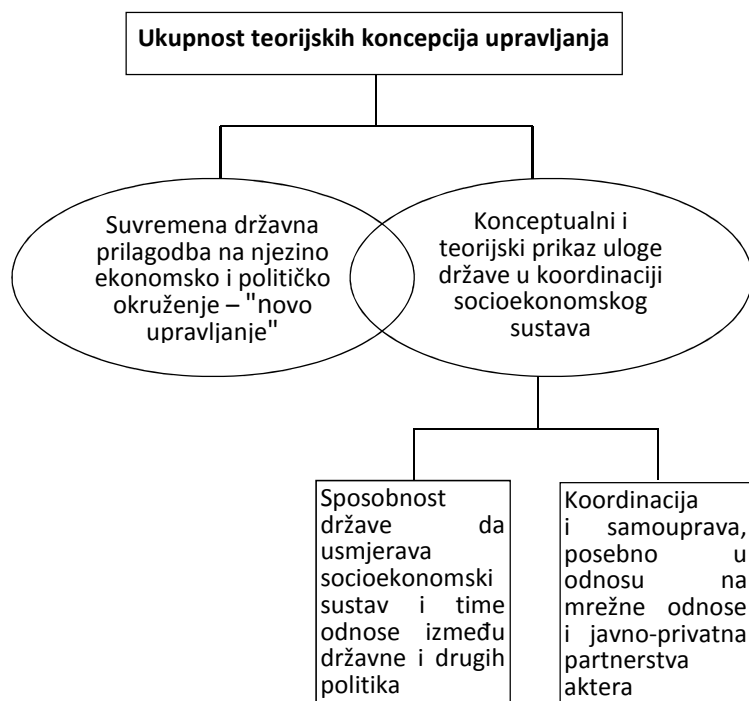 Ukupnost teorijskih koncepcija upravljanja
Suvremena državna
prilagodba na njezino
ekonomsko i političko
okruženje – "novo
upravljanje"
Konceptualni i
teorijski prikaz uloge
države u koordinaciji
socioekonomskog
sustava
Sposobnost
države da
usmjerava
socioekonomski
sustav i time
odnose između
državne i drugih
politika
Koordinacija
i samouprava,
posebno u
odnosu na
mrežne odnose
i javno-privatna
partnerstva
aktera